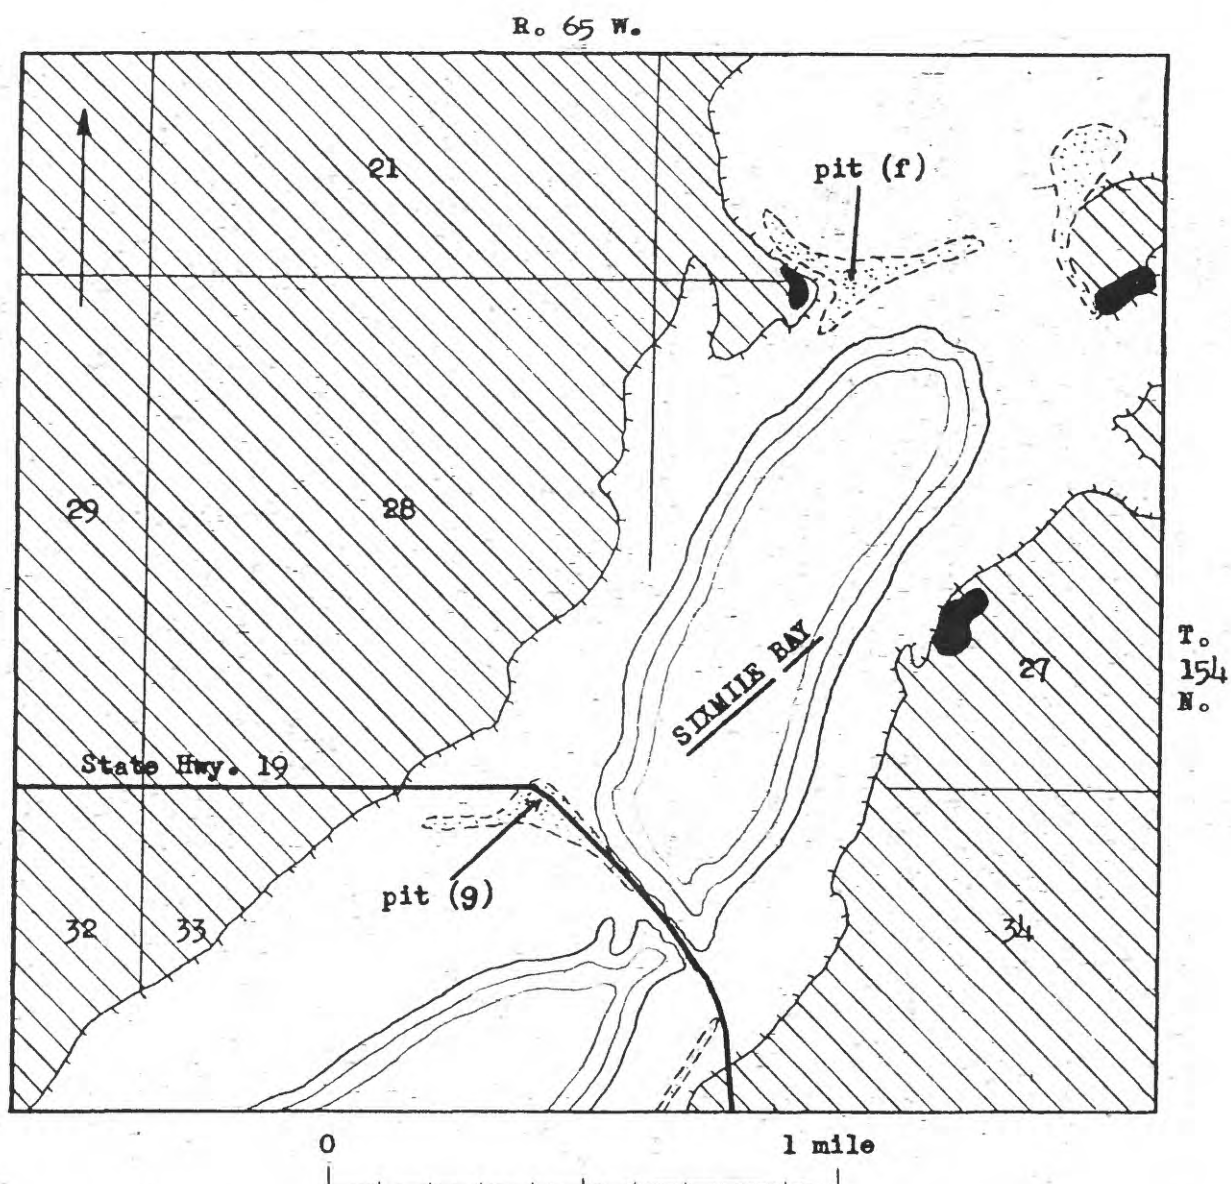 R. 65 W.
21
pit (f)
29
28
SIXMILE BAY
27
T.
154
N.
State Hwy. 19
pit (g)
32
33
34
0
1 mile